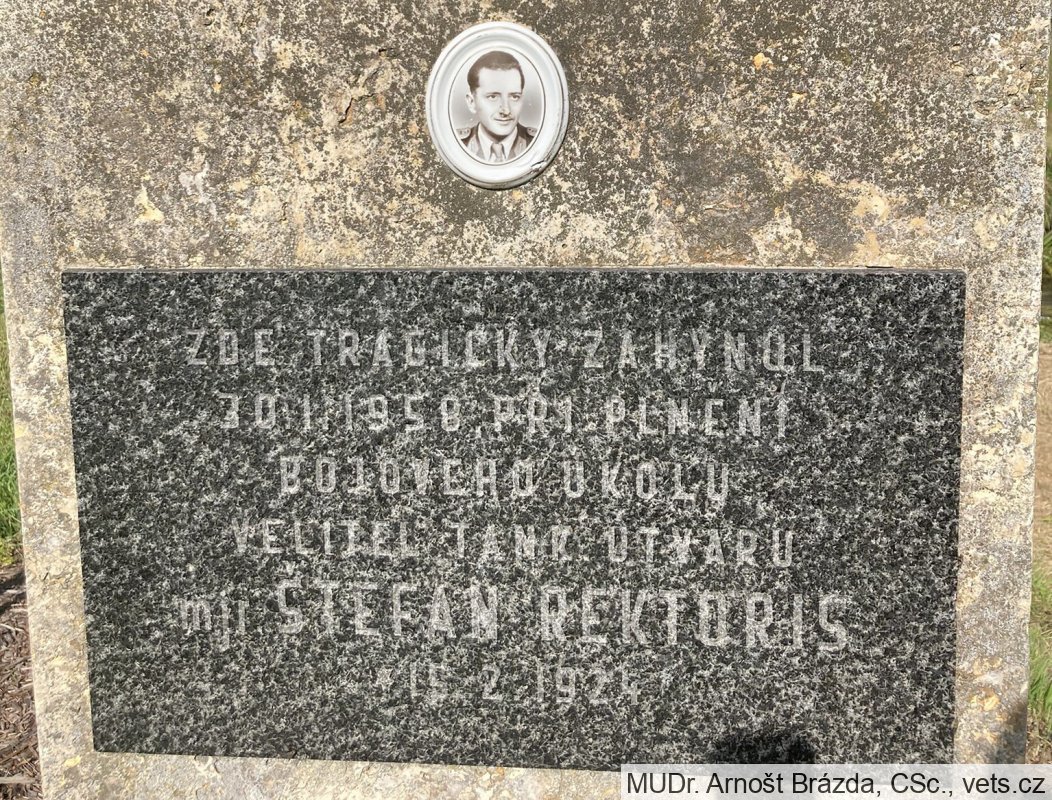 ZDE TRAGICKY ZAHYNUL
30.1.1958 PŘI PLNĚNÍ
BOJOVÉHO ÚKOLU
VELITEL TANK. ÚTVARU
mjr. ŠTEFAN REKTORIS
*15.2.1924
MUDr. Arnošt Brázda, CSc., vets.cz